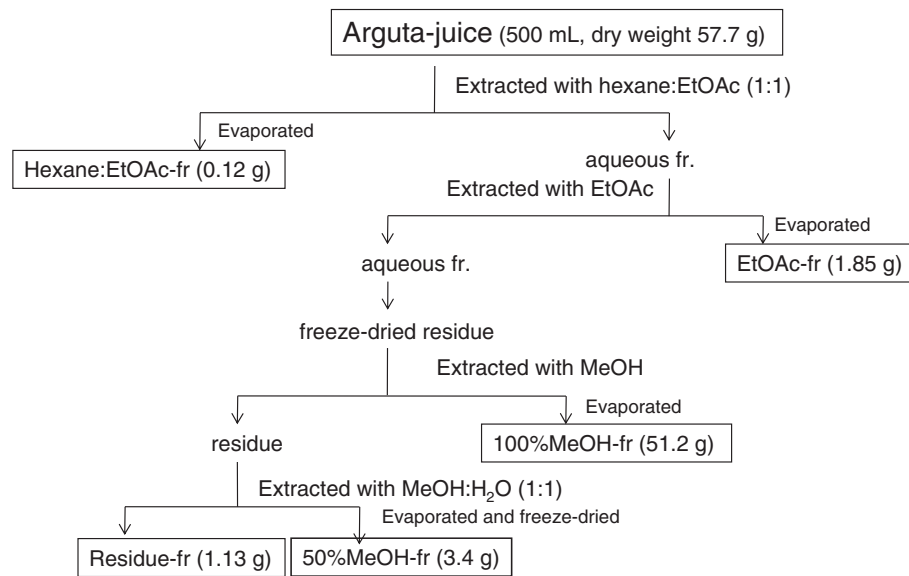 Arguta-juice (500 mL, dry weight 57.7 g)
Extracted with hexane:EtOAc (1:1)
Evaporated
Hexane:EtOAc-fr (0.12 g)
aqueous fr.
Extracted with EtOAc
Evaporated
aqueous fr.
EtOAc-fr (1.85 g)
freeze-dried residue
Extracted with MeOH
Evaporated
residue
100%MeOH-fr (51.2 g)
Extracted with MeOH:H₂O (1:1)
Evaporated and freeze-dried
Residue-fr (1.13 g)
50%MeOH-fr (3.4 g)